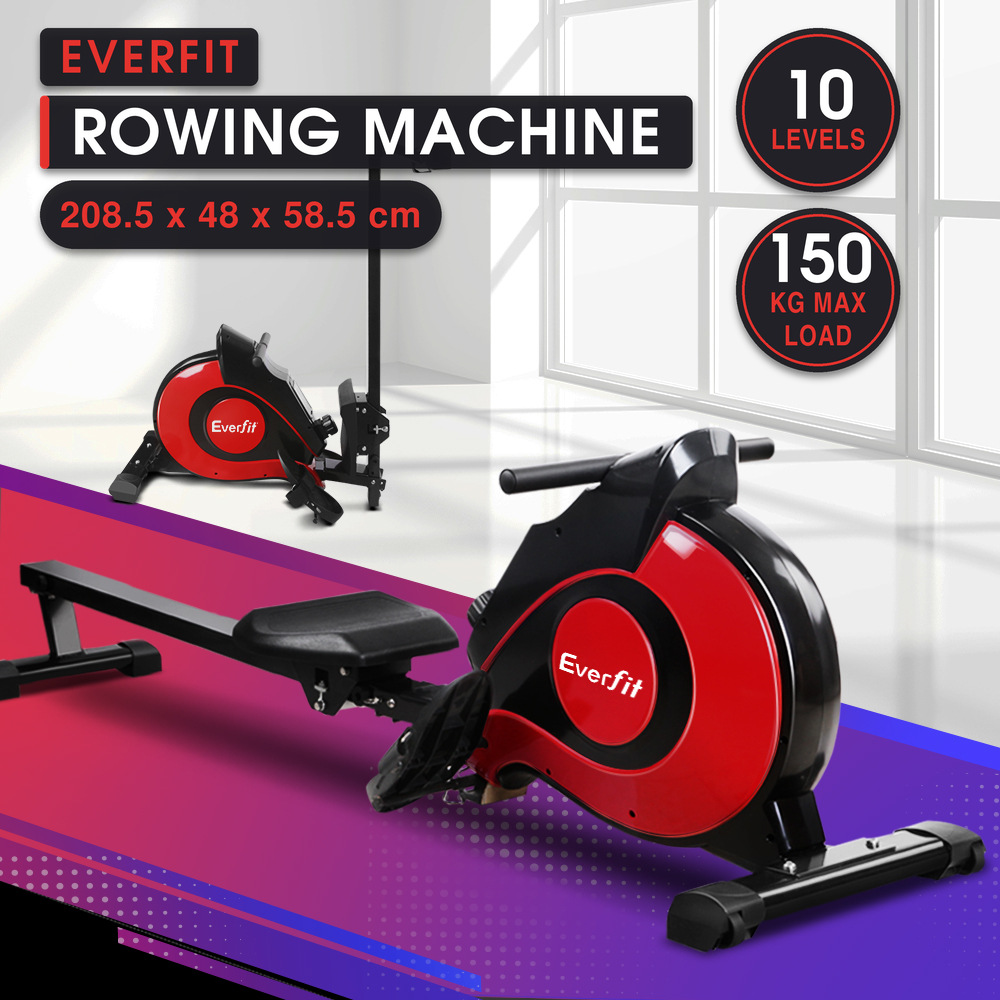 EVERFIT
ROWING MACHINE
208.5 x 48 x 58.5 cm
10
LEVELS
150
KG MAX
LOAD
Everfit
Everfit